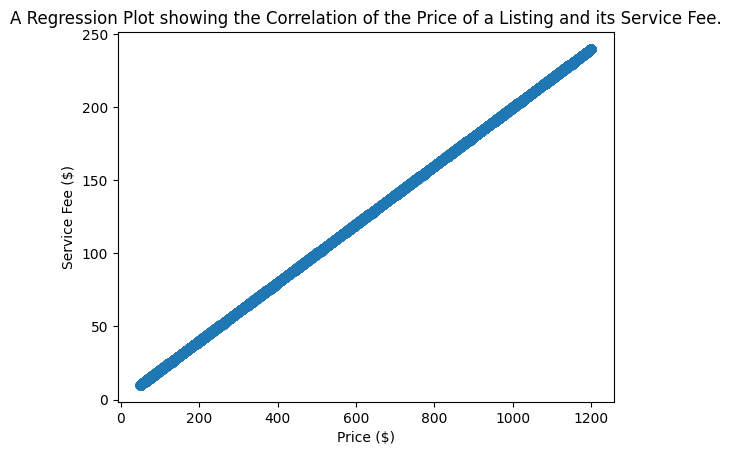 A Regression Plot showing the Correlation of the Price of a Listing and its Service Fee.
250
200
150
100
50
0
Service Fee ($)
0 200 400 600 800 1000 1200
Price ($)